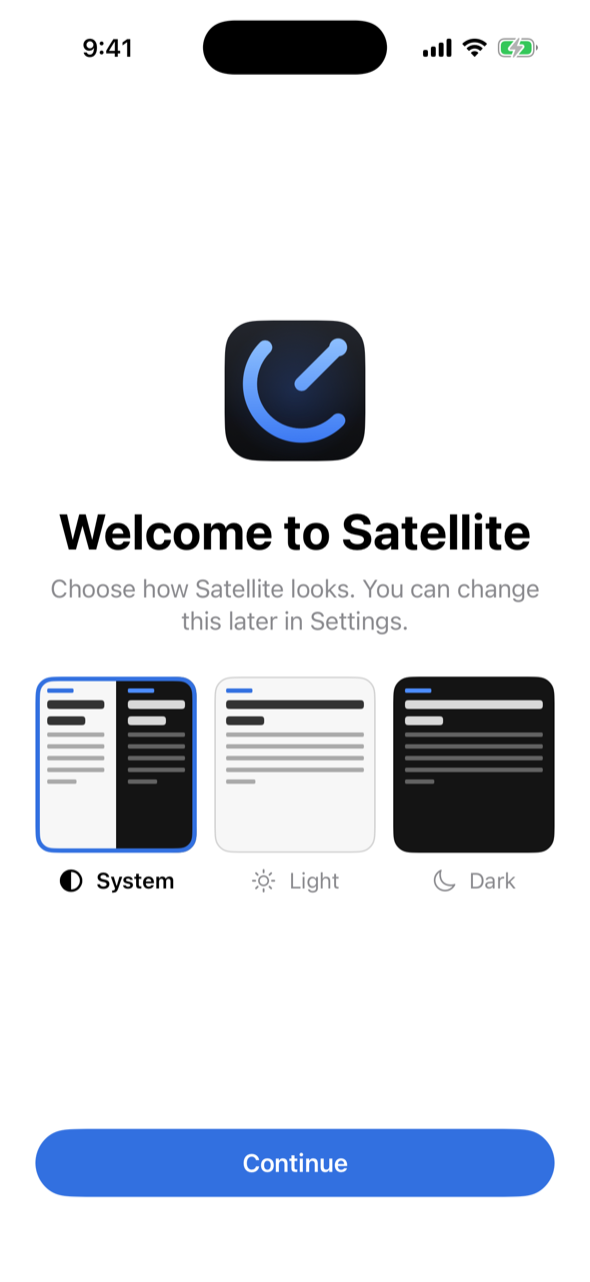 9:41
Welcome to Satellite
Choose how Satellite looks. You can change
this later in Settings.
System
Light
Dark
Continue